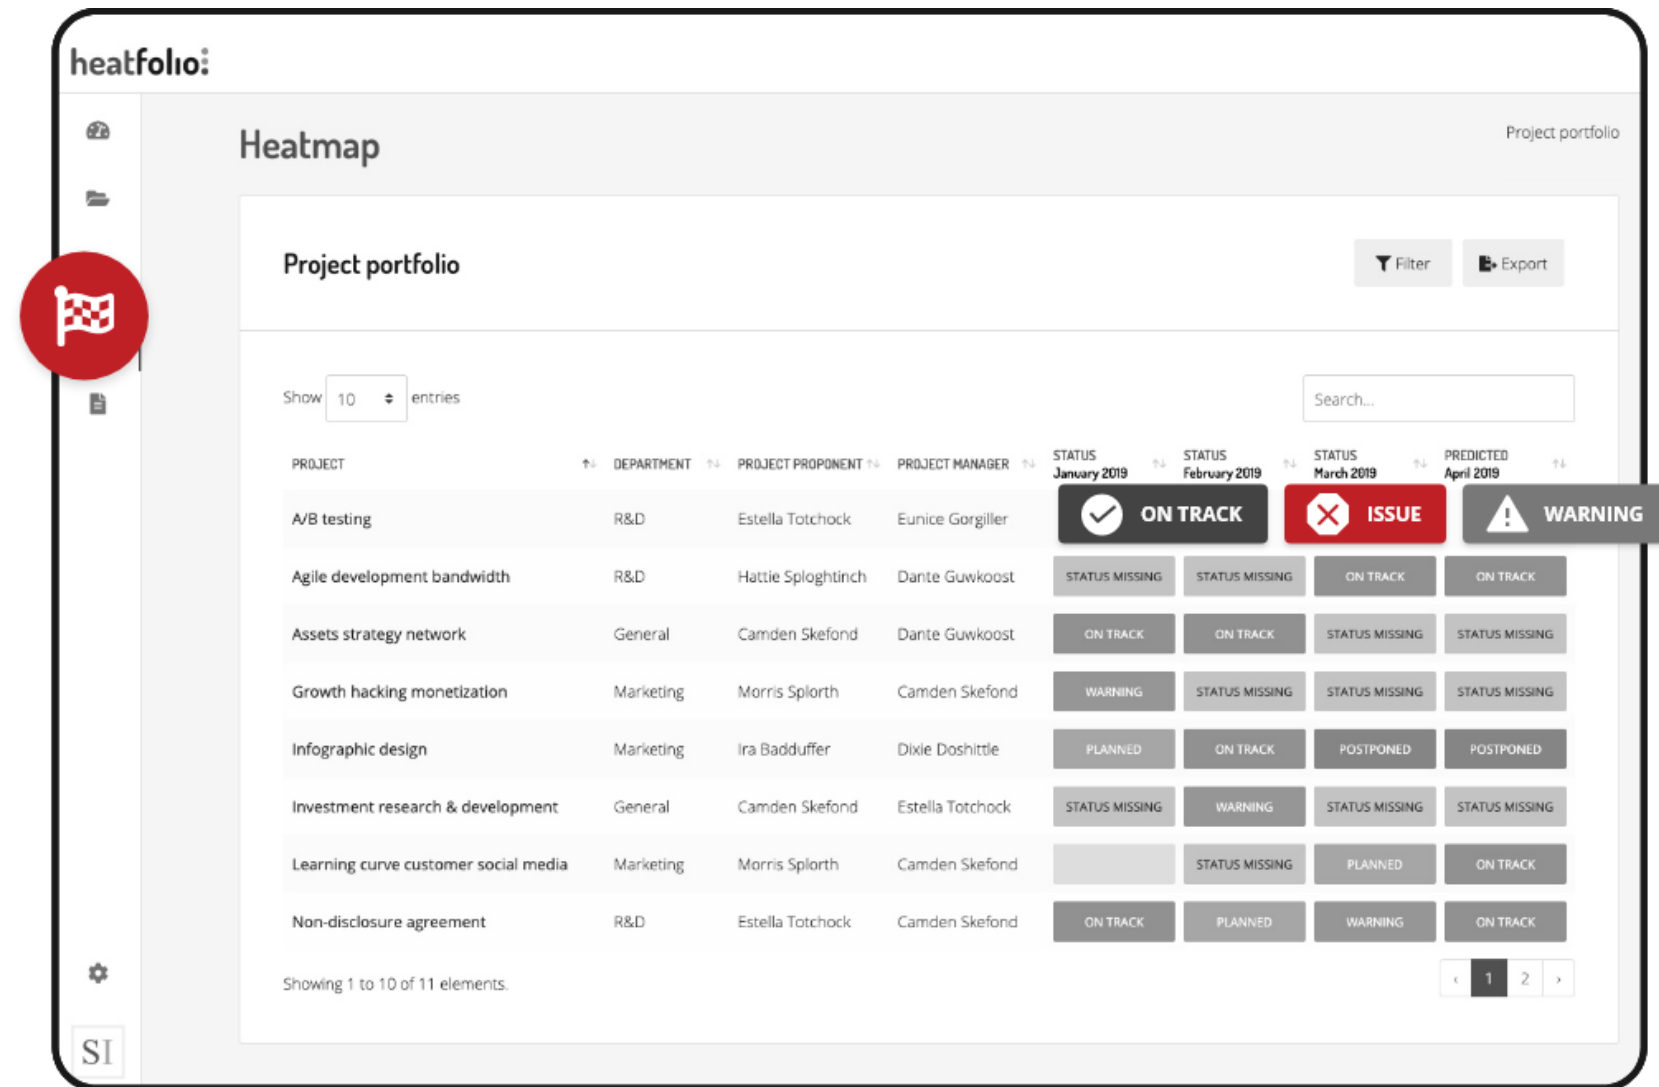 heatfolıo:
Heatmap
Project portfolio
Project portfolio
Filter
Export
Show 10 entries
Search...
PROJECT DEPARTMENT PROJECT PROPONENT PROJECT MANAGER STATUS January 2019 STATUS February 2019 STATUS March 2019 PREDICTED April 2019
A/B testing R&D Estella Totchock Eunice Gorgiller ON TRACK ISSUE WARNING
Agile development bandwidth R&D Hattie Sploghtinch Dante Guwkoost STATUS MISSING STATUS MISSING ON TRACK ON TRACK
Assets strategy network General Camden Skefond Dante Guwkoost ON TRACK ON TRACK STATUS MISSING STATUS MISSING
Growth hacking monetization Marketing Morris Splorth Camden Skefond WARNING STATUS MISSING STATUS MISSING STATUS MISSING
Infographic design Marketing Ira Badduffer Dixie Doshittle PLANNED ON TRACK POSTPONED POSTPONED
Investment research & development General Camden Skefond Estella Totchock STATUS MISSING WARNING STATUS MISSING STATUS MISSING
Learning curve customer social media Marketing Morris Splorth Camden Skefond STATUS MISSING PLANNED ON TRACK
Non-disclosure agreement R&D Estella Totchock Camden Skefond ON TRACK PLANNED WARNING ON TRACK
Showing 1 to 10 of 11 elements.
‹ 1 2 ›
SI